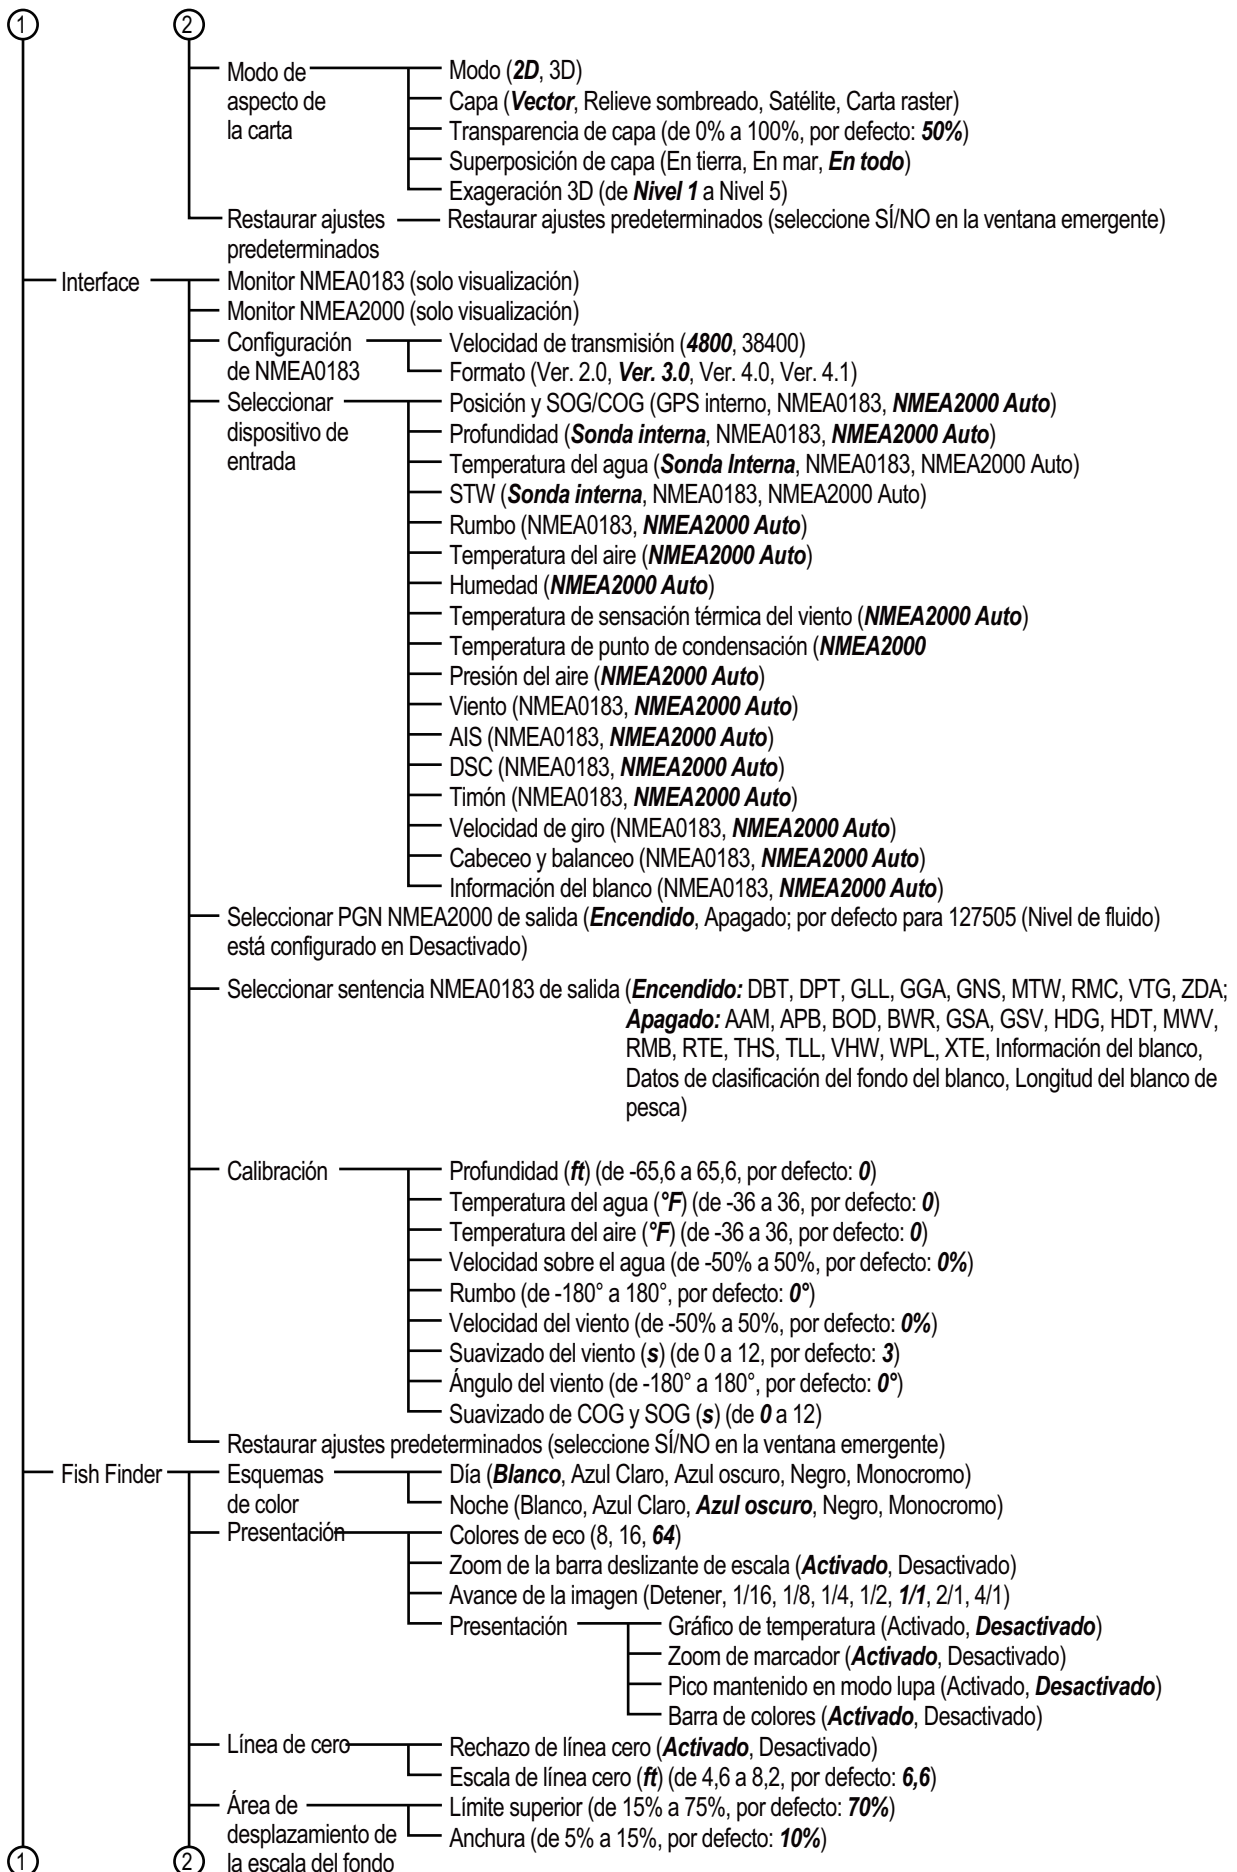 1 2
Modo de
aspecto de
la carta
Modo (2D, 3D)
Capa (Vector, Relieve sombreado, Satélite, Carta raster)
Transparencia de capa (de 0% a 100%, por defecto: 50%)
Superposición de capa (En tierra, En mar, En todo)
Exageración 3D (de Nivel 1 a Nivel 5)
Restaurar ajustes
predeterminados
Restaurar ajustes predeterminados (seleccione SÍ/NO en la ventana emergente)
Interface
Monitor NMEA0183 (solo visualización)
Monitor NMEA2000 (solo visualización)
Configuración
de NMEA0183
Velocidad de transmisión (4800, 38400)
Formato (Ver. 2.0, Ver. 3.0, Ver. 4.0, Ver. 4.1)
Seleccionar
dispositivo de
entrada
Posición y SOG/COG (GPS interno, NMEA0183, NMEA2000 Auto)
Profundidad (Sonda interna, NMEA0183, NMEA2000 Auto)
Temperatura del agua (Sonda Interna, NMEA0183, NMEA2000 Auto)
STW (Sonda interna, NMEA0183, NMEA2000 Auto)
Rumbo (NMEA0183, NMEA2000 Auto)
Temperatura del aire (NMEA2000 Auto)
Humedad (NMEA2000 Auto)
Temperatura de sensación térmica del viento (NMEA2000 Auto)
Temperatura de punto de condensación (NMEA2000
Presión del aire (NMEA2000 Auto)
Viento (NMEA0183, NMEA2000 Auto)
AIS (NMEA0183, NMEA2000 Auto)
DSC (NMEA0183, NMEA2000 Auto)
Timón (NMEA0183, NMEA2000 Auto)
Velocidad de giro (NMEA0183, NMEA2000 Auto)
Cabeceo y balanceo (NMEA0183, NMEA2000 Auto)
Información del blanco (NMEA0183, NMEA2000 Auto)
Seleccionar PGN NMEA2000 de salida (Encendido, Apagado; por defecto para 127505 (Nivel de fluido)
está configurado en Desactivado)
Seleccionar sentencia NMEA0183 de salida (Encendido: DBT, DPT, GLL, GGA, GNS, MTW, RMC, VTG, ZDA;
Apagado: AAM, APB, BOD, BWR, GSA, GSV, HDG, HDT, MWV,
RMB, RTE, THS, TLL, VHW, WPL, XTE, Información del blanco,
Datos de clasificación del fondo del blanco, Longitud del blanco de
pesca)
Calibración
Profundidad (ft) (de -65,6 a 65,6, por defecto: 0)
Temperatura del agua (°F) (de -36 a 36, por defecto: 0)
Temperatura del aire (°F) (de -36 a 36, por defecto: 0)
Velocidad sobre el agua (de -50% a 50%, por defecto: 0%)
Rumbo (de -180° a 180°, por defecto: 0°)
Velocidad del viento (de -50% a 50%, por defecto: 0%)
Suavizado del viento (s) (de 0 a 12, por defecto: 3)
Ángulo del viento (de -180° a 180°, por defecto: 0°)
Suavizado de COG y SOG (s) (de 0 a 12)
Restaurar ajustes predeterminados (seleccione SÍ/NO en la ventana emergente)
Fish Finder
Esquemas
de color
Día (Blanco, Azul Claro, Azul oscuro, Negro, Monocromo)
Noche (Blanco, Azul Claro, Azul oscuro, Negro, Monocromo)
Presentación
Colores de eco (8, 16, 64)
Zoom de la barra deslizante de escala (Activado, Desactivado)
Avance de la imagen (Detener, 1/16, 1/8, 1/4, 1/2, 1/1, 2/1, 4/1)
Presentación
Gráfico de temperatura (Activado, Desactivado)
Zoom de marcador (Activado, Desactivado)
Pico mantenido en modo lupa (Activado, Desactivado)
Barra de colores (Activado, Desactivado)
Línea de cero
Rechazo de línea cero (Activado, Desactivado)
Escala de línea cero (ft) (de 4,6 a 8,2, por defecto: 6,6)
Área de
desplazamiento de
la escala del fondo
Límite superior (de 15% a 75%, por defecto: 70%)
Anchura (de 5% a 15%, por defecto: 10%)
1 2